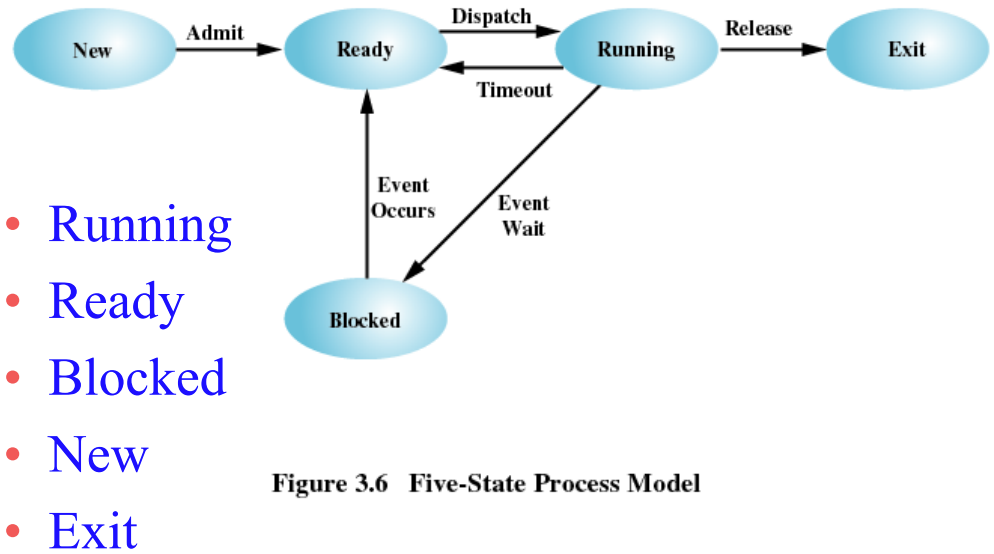 New
Admit
Ready
Dispatch
Timeout
Running
Release
Exit
Event
Occurs
Event
Wait
Blocked
• Running
• Ready
• Blocked
• New
• Exit
Figure 3.6 Five-State Process Model